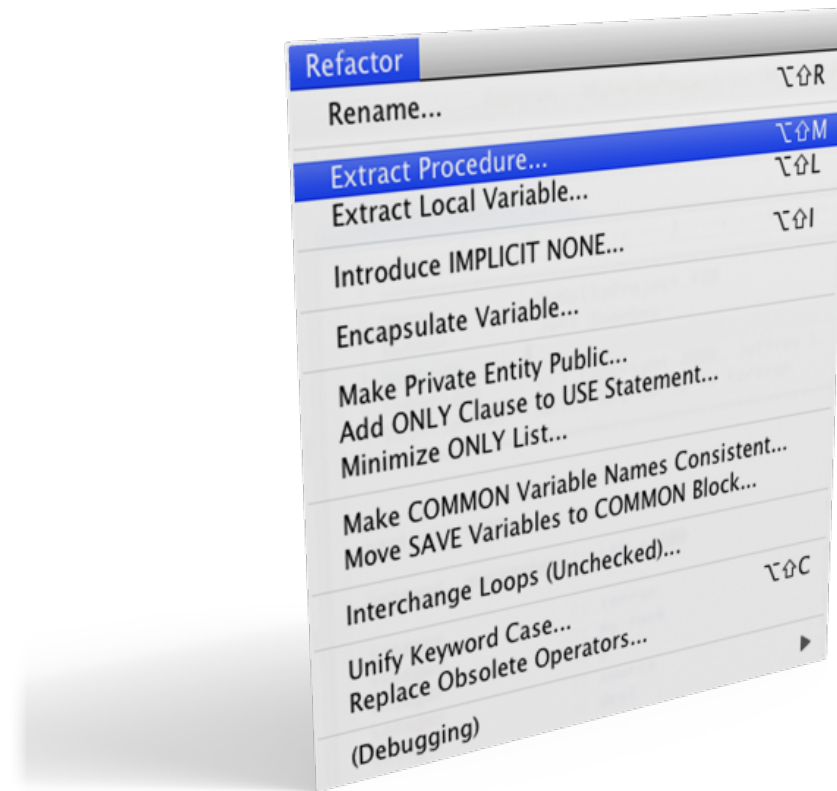 Refactor
Rename... ⌥⇧R
Extract Procedure... ⌥⇧M
Extract Local Variable... ⌥⇧L
Introduce IMPLICIT NONE... ⌥⇧I
Encapsulate Variable...
Make Private Entity Public...
Add ONLY Clause to USE Statement...
Minimize ONLY List...
Make COMMON Variable Names Consistent...
Move SAVE Variables to COMMON Block...
Interchange Loops (Unchecked)...
Unify Keyword Case... ⌥⇧C
Replace Obsolete Operators...
(Debugging)